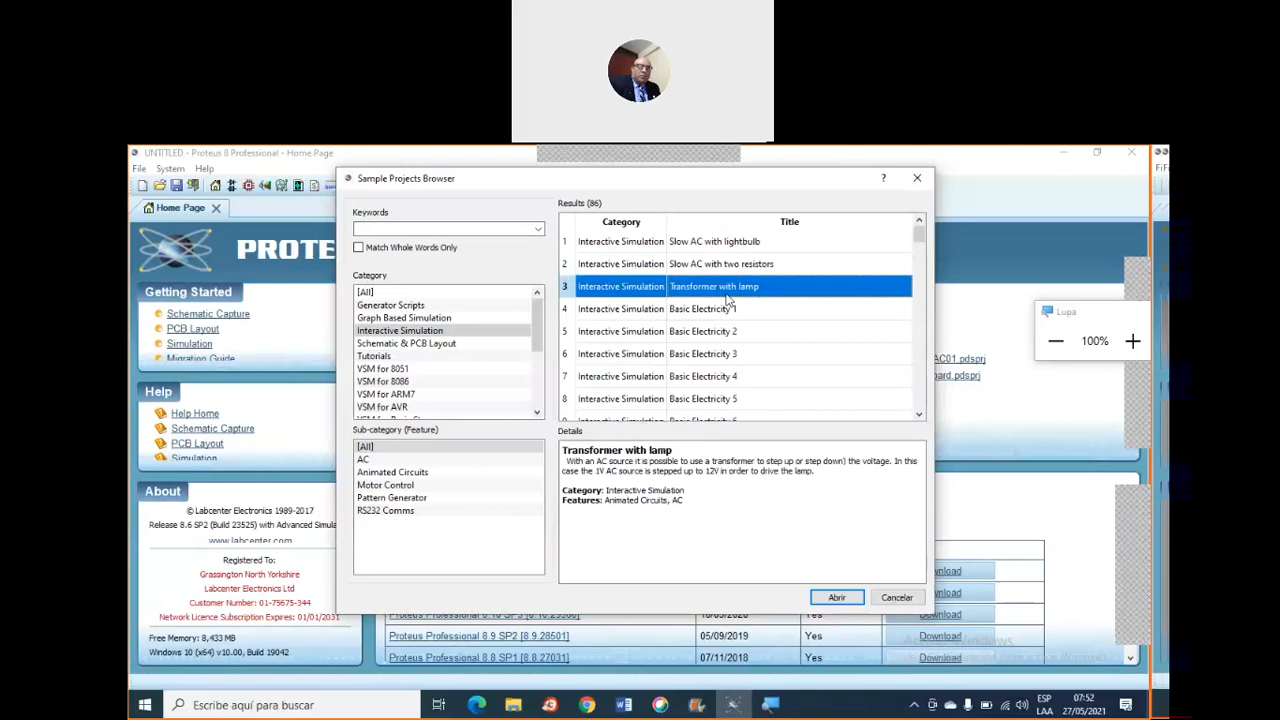 UNTITLED - Proteus 8 Professional - Home Page
File System Help
Home Page
PROTE
Getting Started
Schematic Capture
PCB Layout
Simulation
Migration Guide
Help
Help Home
Schematic Capture
PCB Layout
Simulation
About
© Labcenter Electronics 1989-2017
Release 8.6 SP2 (Build 23525) with Advanced Simula
www.labcenter.com
Registered To:
Grassington North Yorkshire
Labcenter Electronics Ltd
Customer Number: 01-75675-344
Network Licence Subscription Expires: 01/01/2031
Free Memory: 8,433 MB
Windows 10 (x64) v10.00, Build 19042
Sample Projects Browser
?
Keywords
Match Whole Words Only
Category
[All]
Generator Scripts
Graph Based Simulation
Interactive Simulation
Schematic & PCB Layout
Tutorials
VSM for 8051
VSM for 8086
VSM for ARM7
VSM for AVR
Sub-category (Feature)
[All]
AC
Animated Circuits
Motor Control
Pattern Generator
RS232 Comms
Results (86)
Category Title
1 Interactive Simulation Slow AC with lightbulb
2 Interactive Simulation Slow AC with two resistors
3 Interactive Simulation Transformer with lamp
4 Interactive Simulation Basic Electricity 1
5 Interactive Simulation Basic Electricity 2
6 Interactive Simulation Basic Electricity 3
7 Interactive Simulation Basic Electricity 4
8 Interactive Simulation Basic Electricity 5
Details
Transformer with lamp
With an AC source it is possible to use a transformer to step up or step down) the voltage. In this
case the 1V AC source is stepped up to 12V in order to drive the lamp.
Category: Interactive Simulation
Features: Animated Circuits, AC
Abrir Cancelar
Lupa
100%
AC01.pdsprj
ard.pdsprj
wnload
wnload
wnload
Proteus Professional 8.9 SP2 [8.9.28501] 05/09/2019 Yes Download
Proteus Professional 8.8 SP1 [8.8.27031] 07/11/2018 Yes Download
Escribe aquí para buscar
ESP
LAA
07:52
27/05/2021